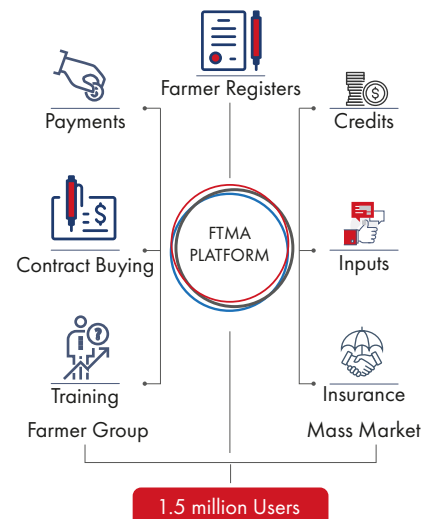 Farmer Registers
Payments
Credits
FTMA
PLATFORM
Contract Buying
Inputs
Training
Insurance
Farmer Group
Mass Market
1.5 million Users